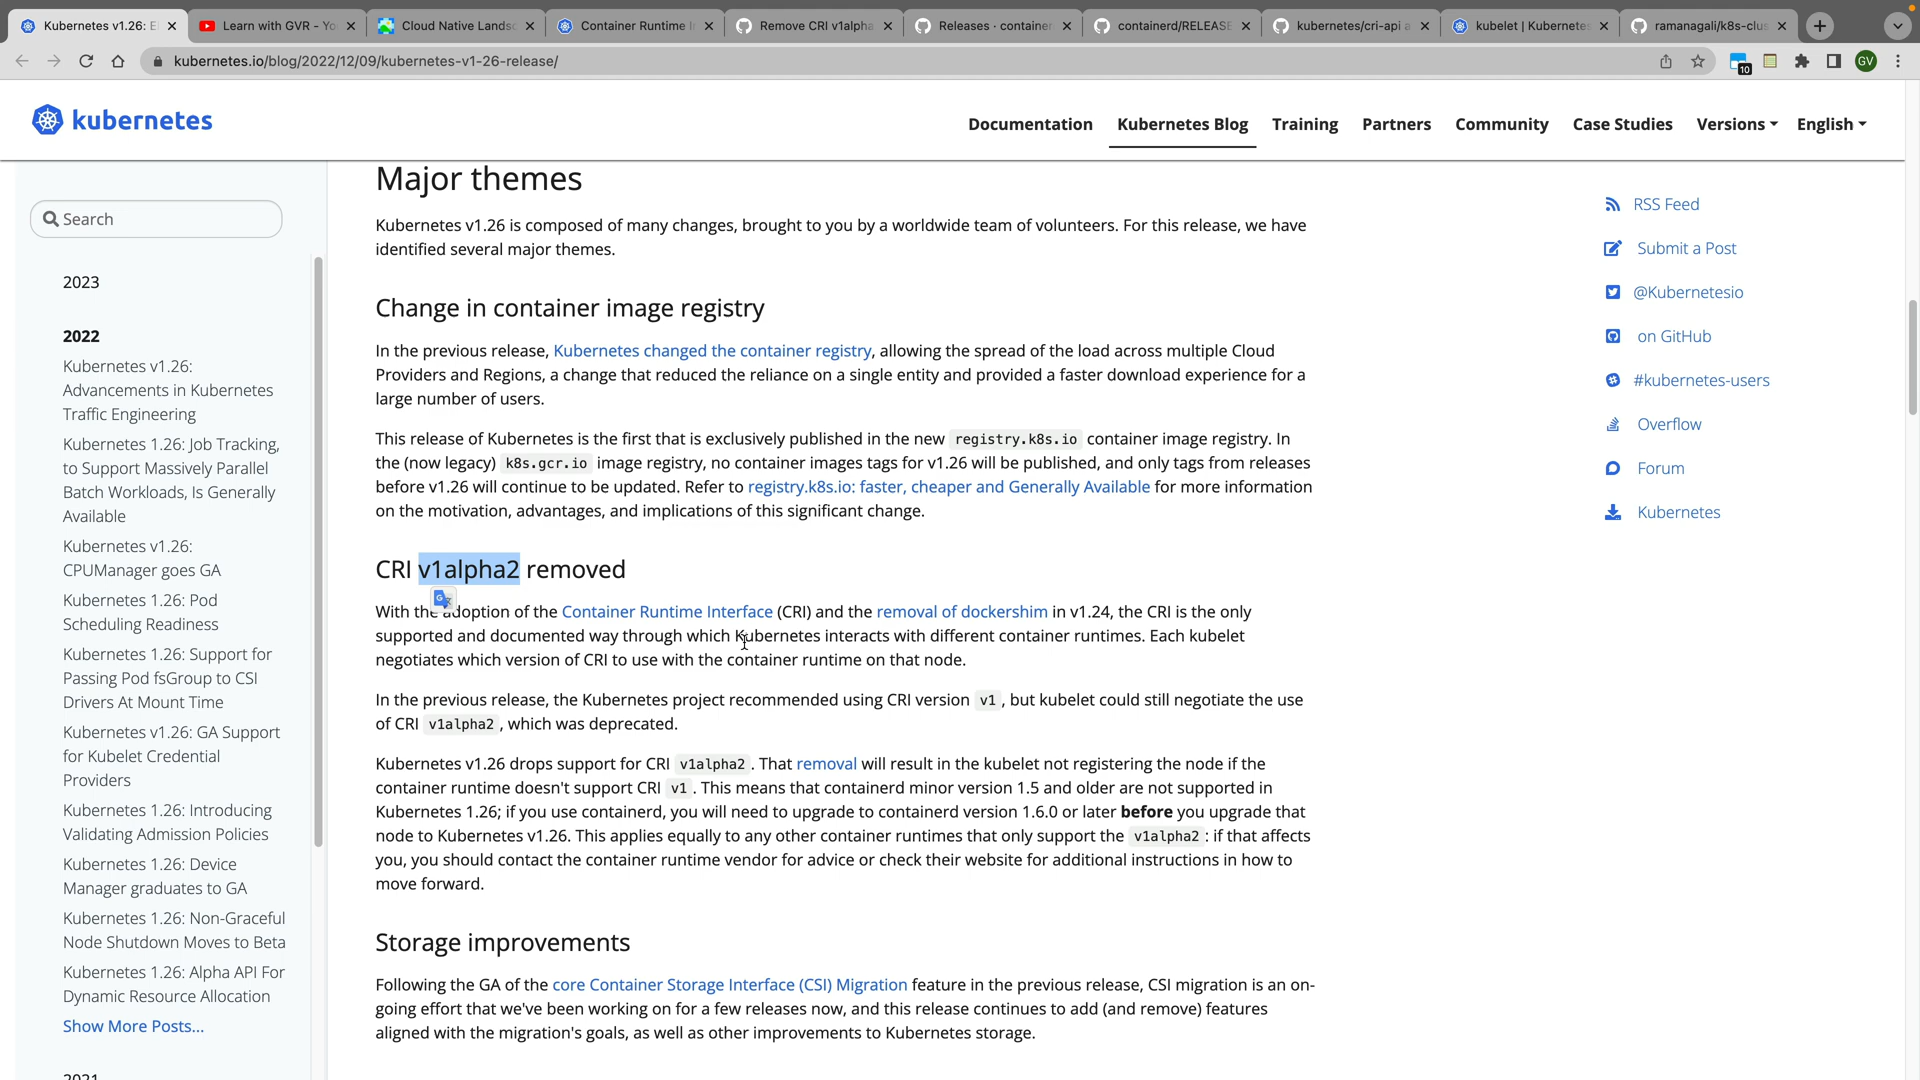 Kubernetes v1.26: E
Learn with GVR - Yo
Cloud Native Landsc
Container Runtime I
Remove CRI v1alpha
Releases · container
containerd/RELEASE
kubernetes/cri-api a
kubelet | Kubernetes
ramanagali/k8s-clus
kubernetes.io/blog/2022/12/09/kubernetes-v1-26-release/
10
GV
kubernetes
Documentation
Kubernetes Blog
Training
Partners
Community
Case Studies
Versions
English
Search
2023
2022
Kubernetes v1.26:
Advancements in Kubernetes
Traffic Engineering
Kubernetes 1.26: Job Tracking,
to Support Massively Parallel
Batch Workloads, Is Generally
Available
Kubernetes v1.26:
CPUManager goes GA
Kubernetes 1.26: Pod
Scheduling Readiness
Kubernetes 1.26: Support for
Passing Pod fsGroup to CSI
Drivers At Mount Time
Kubernetes v1.26: GA Support
for Kubelet Credential
Providers
Kubernetes 1.26: Introducing
Validating Admission Policies
Kubernetes 1.26: Device
Manager graduates to GA
Kubernetes 1.26: Non-Graceful
Node Shutdown Moves to Beta
Kubernetes 1.26: Alpha API For
Dynamic Resource Allocation
Show More Posts...
2021
Major themes
Kubernetes v1.26 is composed of many changes, brought to you by a worldwide team of volunteers. For this release, we have
identified several major themes.
Change in container image registry
In the previous release, Kubernetes changed the container registry, allowing the spread of the load across multiple Cloud
Providers and Regions, a change that reduced the reliance on a single entity and provided a faster download experience for a
large number of users.
This release of Kubernetes is the first that is exclusively published in the new registry.k8s.io container image registry. In
the (now legacy) k8s.gcr.io image registry, no container images tags for v1.26 will be published, and only tags from releases
before v1.26 will continue to be updated. Refer to registry.k8s.io: faster, cheaper and Generally Available for more information
on the motivation, advantages, and implications of this significant change.
CRI v1alpha2 removed
With the adoption of the Container Runtime Interface (CRI) and the removal of dockershim in v1.24, the CRI is the only
supported and documented way through which Kubernetes interacts with different container runtimes. Each kubelet
negotiates which version of CRI to use with the container runtime on that node.
In the previous release, the Kubernetes project recommended using CRI version v1, but kubelet could still negotiate the use
of CRI v1alpha2, which was deprecated.
Kubernetes v1.26 drops support for CRI v1alpha2. That removal will result in the kubelet not registering the node if the
container runtime doesn't support CRI v1. This means that containerd minor version 1.5 and older are not supported in
Kubernetes 1.26; if you use containerd, you will need to upgrade to containerd version 1.6.0 or later before you upgrade that
node to Kubernetes v1.26. This applies equally to any other container runtimes that only support the v1alpha2: if that affects
you, you should contact the container runtime vendor for advice or check their website for additional instructions in how to
move forward.
Storage improvements
Following the GA of the core Container Storage Interface (CSI) Migration feature in the previous release, CSI migration is an on-
going effort that we've been working on for a few releases now, and this release continues to add (and remove) features
aligned with the migration's goals, as well as other improvements to Kubernetes storage.
RSS Feed
Submit a Post
@Kubernetesio
on GitHub
#kubernetes-users
Overflow
Forum
Kubernetes